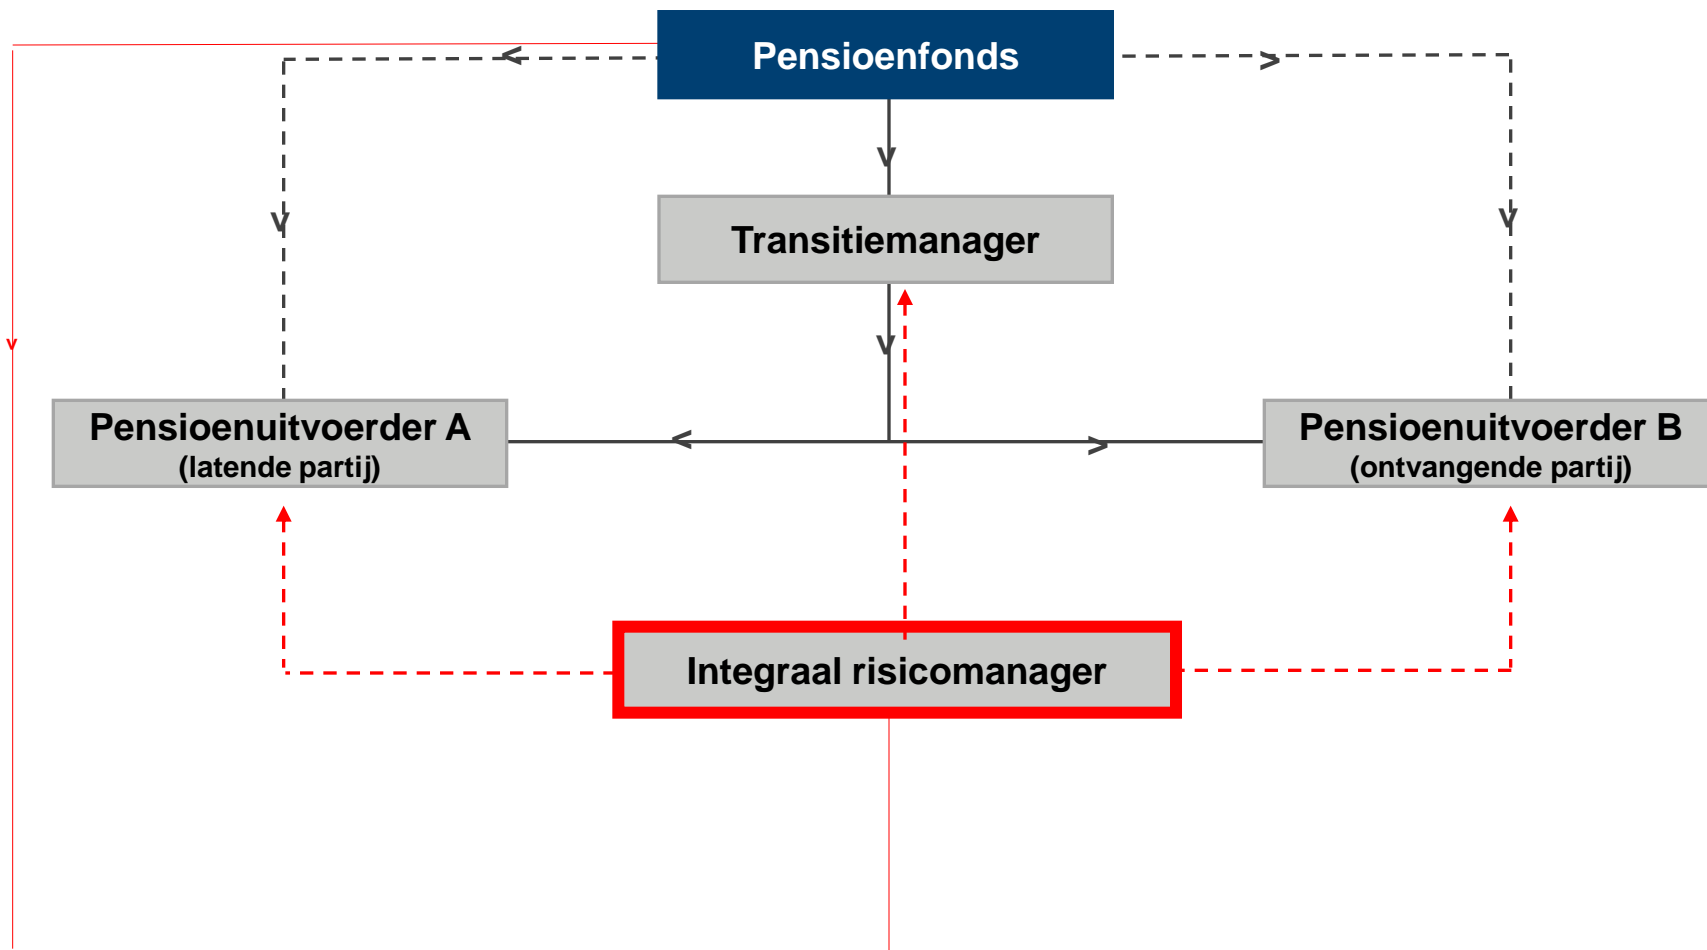 Pensioenfonds
Transitiemanager
Pensioenuitvoerder A
(latende partij)
Pensioenuitvoerder B
(ontvangende partij)
Integraal risicomanager